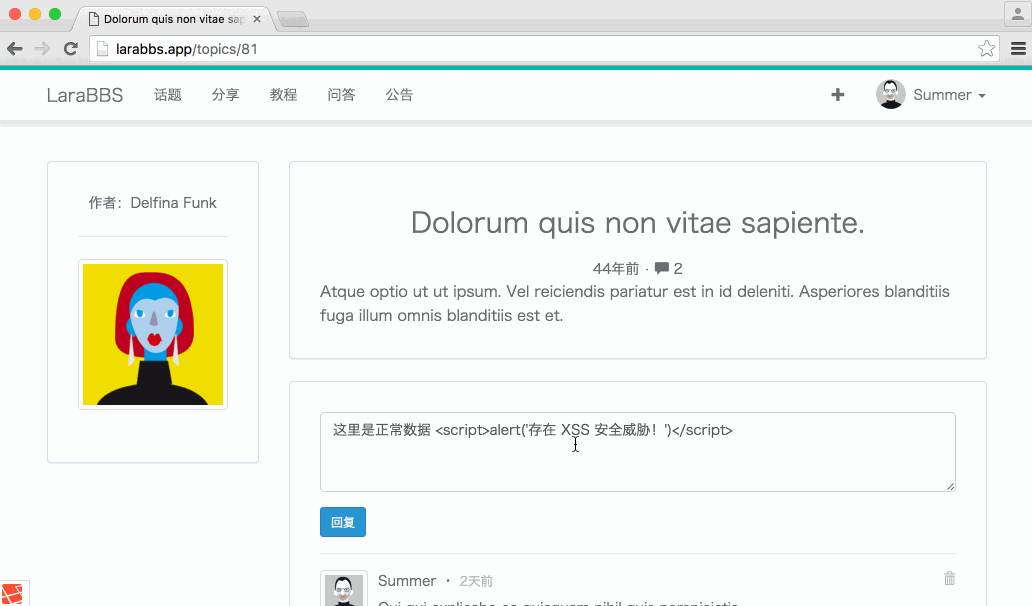 Dolorum quis non vitae sap
larabbs.app/topics/81
LaraBBS 话题 分享 教程 问答 公告 Summer
作者：Delfina Funk
Dolorum quis non vitae sapiente.
44年前 · 2
Atque optio ut ut ipsum. Vel reiciendis pariatur est in id deleniti. Asperiores blanditiis
fuga illum omnis blanditiis est et.
这里是正常数据 <script>alert('存在 XSS 安全威胁！')</script>
回复
Summer · 2天前